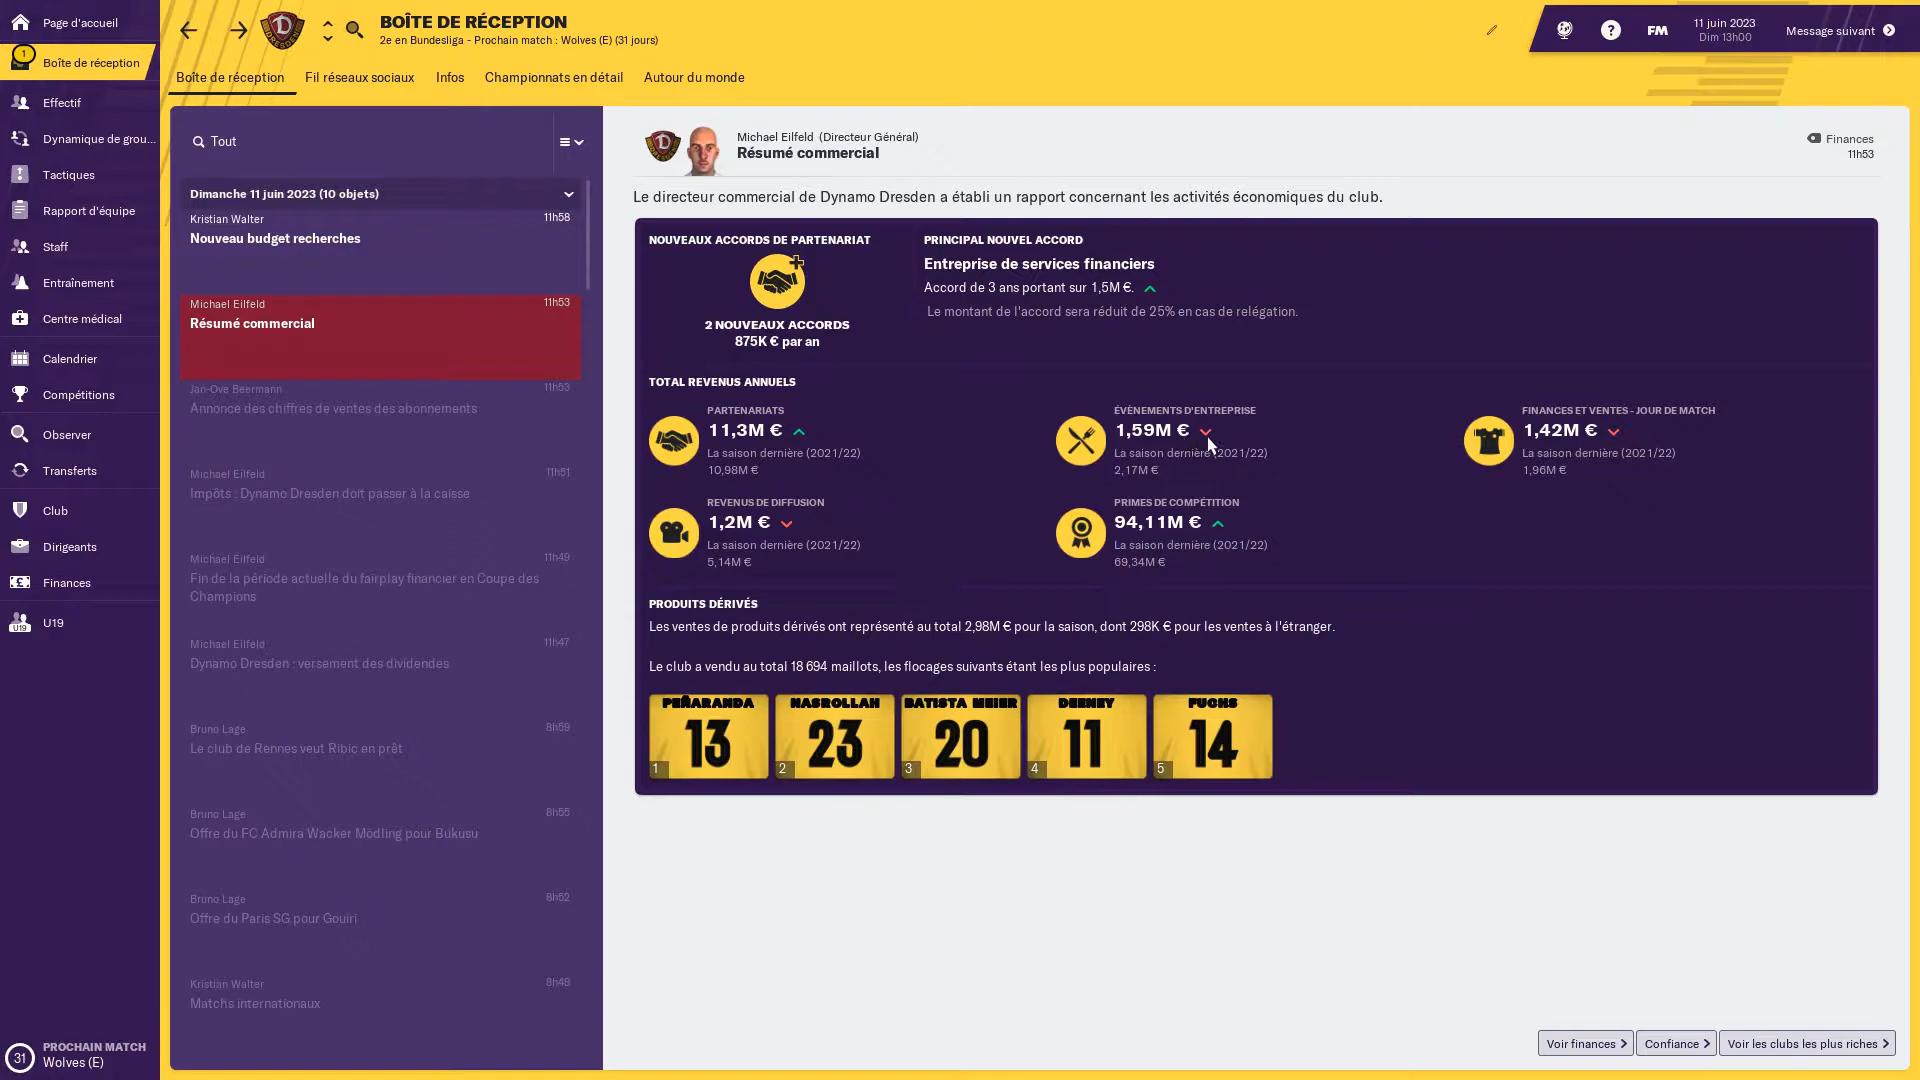 Page d'accueil
1
Boîte de réception
Effectif
Dynamique de grou...
Tactiques
Rapport d'équipe
Staff
Entraînement
Centre médical
Calendrier
Compétitions
Observer
Transferts
Club
Dirigeants
Finances
U19
U19
31
PROCHAIN MATCH
Wolves (E)
BOÎTE DE RÉCEPTION
2e en Bundesliga - Prochain match : Wolves (E) (31 jours)
?
FM
11 juin 2023
Dim 13h00
Message suivant
Boîte de réception
Fil réseaux sociaux
Infos
Championnats en détail
Autour du monde
Tout
Dimanche 11 juin 2023 (10 objets)
Kristian Walter
11h58
Nouveau budget recherches
Michael Eilfeld
11h53
Résumé commercial
Jan-Ove Beermann
11h53
Annonce des chiffres de ventes des abonnements
Michael Eilfeld
11h51
Impôts : Dynamo Dresden doit passer à la caisse
Michael Eilfeld
11h49
Fin de la période actuelle du fairplay financier en Coupe des
Champions
Michael Eilfeld
11h47
Dynamo Dresden : versement des dividendes
Bruno Lage
8h59
Le club de Rennes veut Ribic en prêt
Bruno Lage
8h55
Offre du FC Admira Wacker Mödling pour Bukusu
Bruno Lage
8h52
Offre du Paris SG pour Gouiri
Kristian Walter
8h48
Matchs internationaux
Michael Eilfeld (Directeur Général)
Résumé commercial
Finances
11h53
Le directeur commercial de Dynamo Dresden a établi un rapport concernant les activités économiques du club.
NOUVEAUX ACCORDS DE PARTENARIAT
2 NOUVEAUX ACCORDS
875K € par an
PRINCIPAL NOUVEL ACCORD
Entreprise de services financiers
Accord de 3 ans portant sur 1,5M €.
Le montant de l'accord sera réduit de 25% en cas de relégation.
TOTAL REVENUS ANNUELS
PARTENARIATS
11,3M €
La saison dernière (2021/22)
10,98M €
ÉVÉNEMENTS D'ENTREPRISE
1,59M €
La saison dernière (2021/22)
2,17M €
FINANCES ET VENTES - JOUR DE MATCH
1,42M €
La saison dernière (2021/22)
1,96M €
REVENUS DE DIFFUSION
1,2M €
La saison dernière (2021/22)
5,14M €
PRIMES DE COMPÉTITION
94,11M €
La saison dernière (2021/22)
69,34M €
PRODUITS DÉRIVÉS
Les ventes de produits dérivés ont représenté au total 2,98M € pour la saison, dont 298K € pour les ventes à l'étranger.
Le club a vendu au total 18 694 maillots, les flocages suivants étant les plus populaires :
PEÑARANDA
13
1
NASROLLAH
23
2
BATISTA MEIER
20
3
DEENEY
11
4
FUCHS
14
5
Voir finances
Confiance
Voir les clubs les plus riches